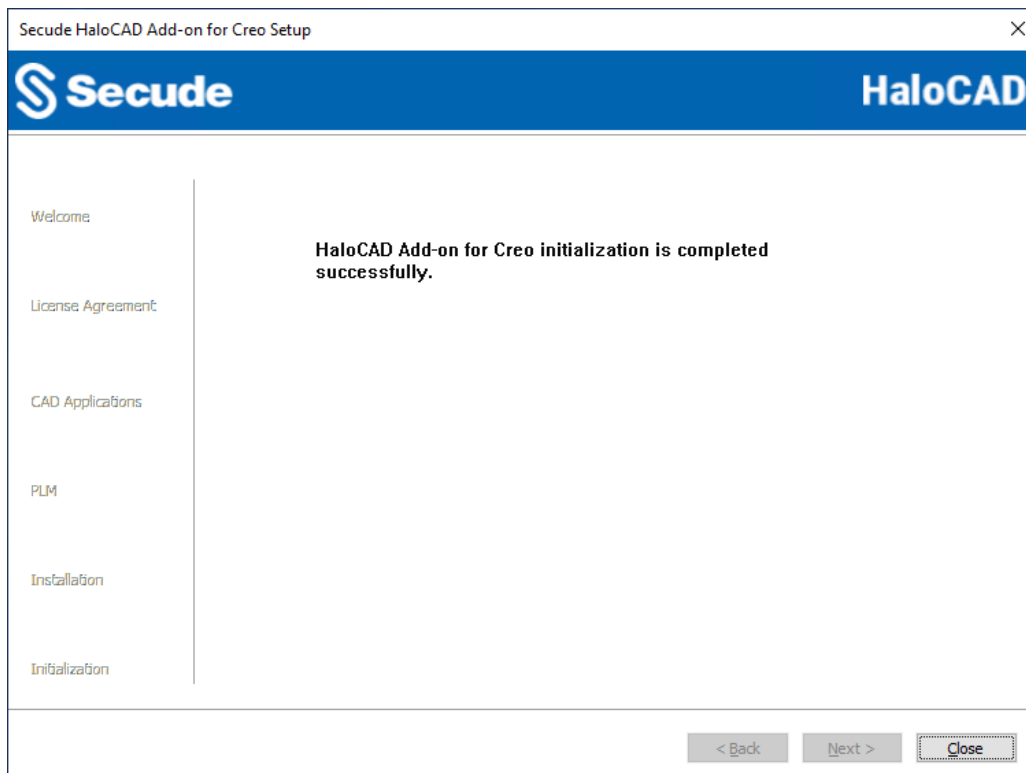 Secude HaloCAD Add-on for Creo Setup
Secude
HaloCAD
Welcome
HaloCAD Add-on for Creo initialization is completed
successfully.
License Agreement
CAD Applications
PLM
Installation
Initialization
< Back
Next >
Close